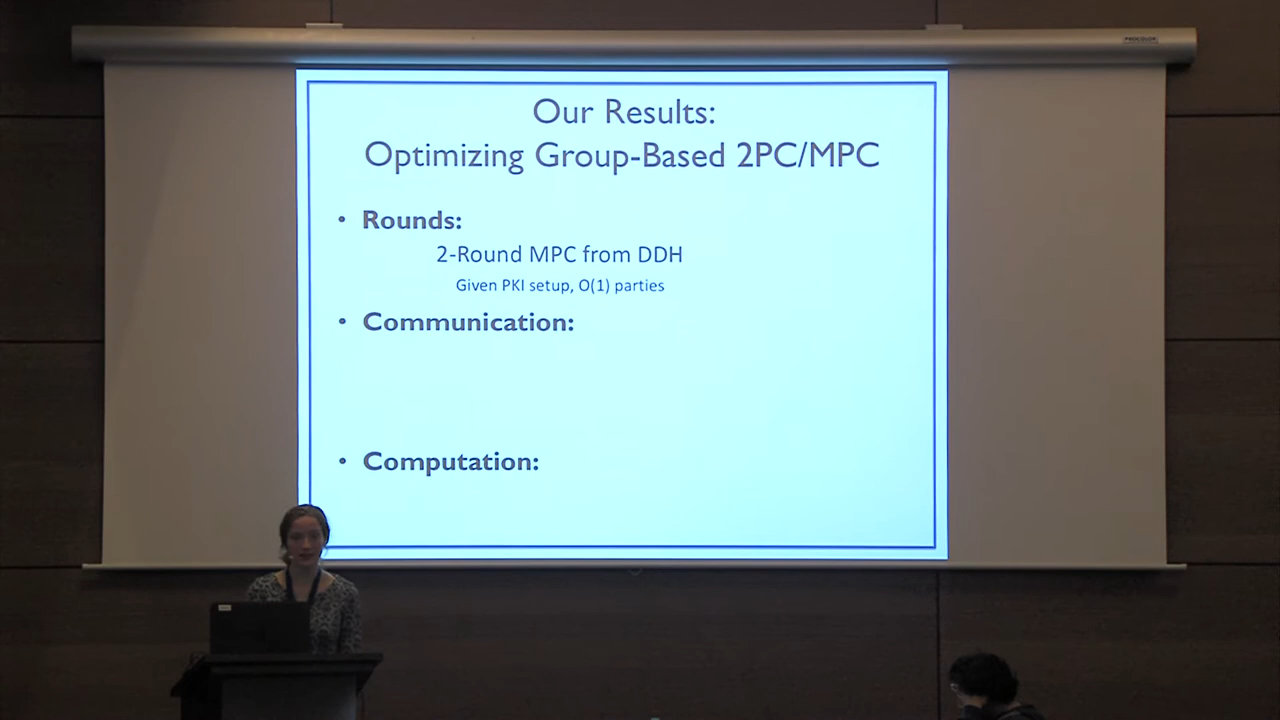 PROCOLOR
Our Results:
Optimizing Group-Based 2PC/MPC
• Rounds:
2-Round MPC from DDH
Given PKI setup, O(1) parties
• Communication:
• Computation: